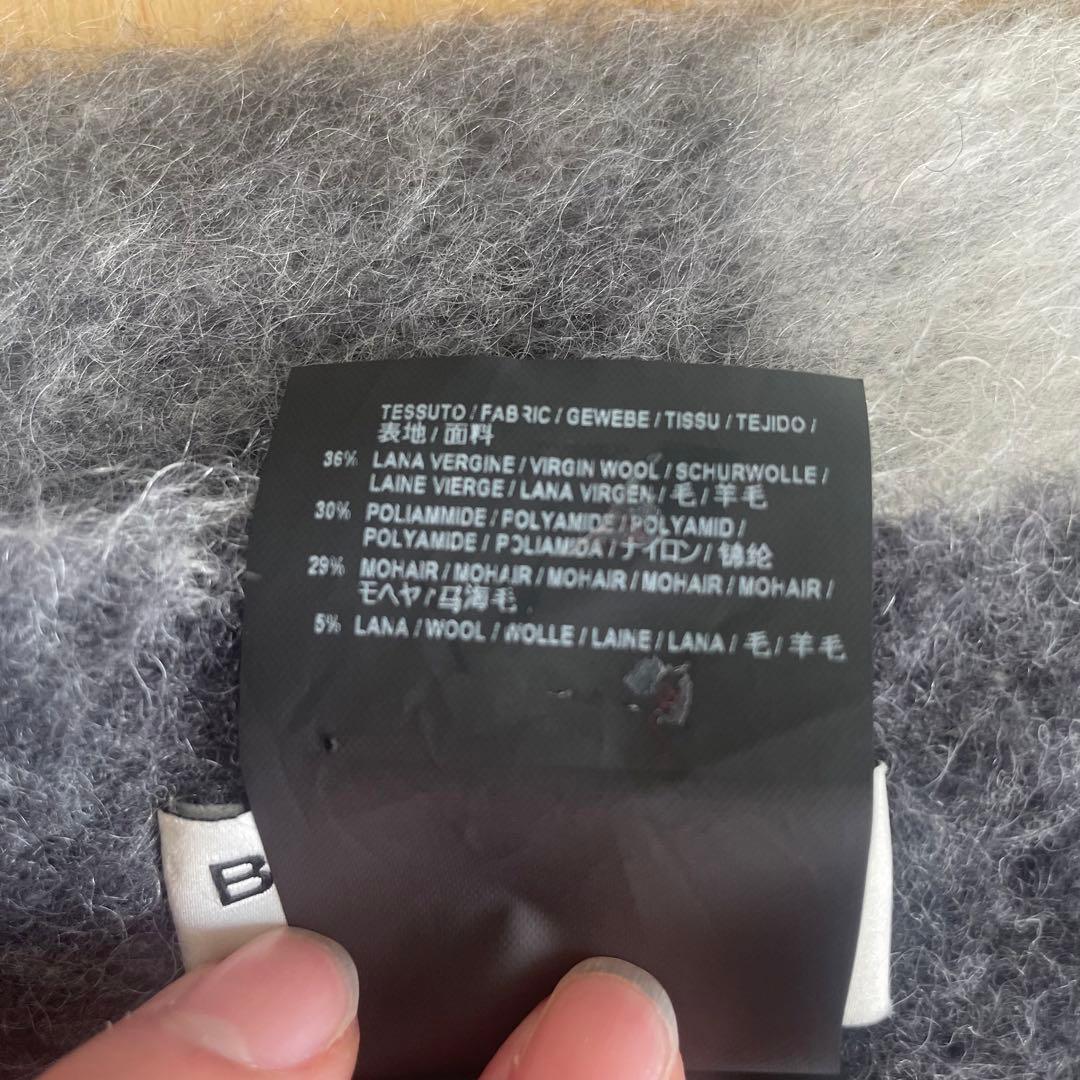 TESSUTO / FABRIC / GEWEBE / TISSU / TEJIDO /
表地 / 面料
36% LANA VERGINE / VIRGIN WOOL / SCHURWOLLE /
LAINE VIERGE / LANA VIRGEN / 毛 / 羊毛
30% POLIAMMIDE / POLYAMIDE / POLYAMID /
POLYAMIDE / POLIAMIDA / ナイロン / 锦纶
29% MOHAIR / MOHAIR / MOHAIR / MOHAIR / MOHAIR /
モヘヤ / 马海毛
5% LANA / WOOL / WOLLE / LAINE / LANA / 毛 / 羊毛
B